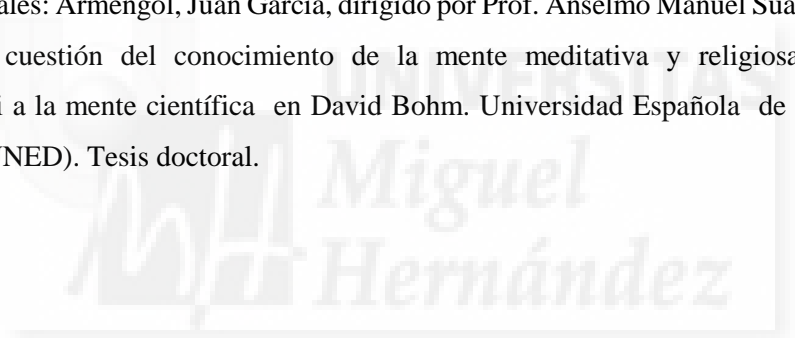 ales: Armengol, Juan García, dirigido por Prof. Anselmo Manuel Sua
cuestión del conocimiento de la mente meditativa y religiosa
i a la mente científica en David Bohm. Universidad Española de
NED). Tesis doctoral.
UNIVERSITAS
Miguel
Hernández